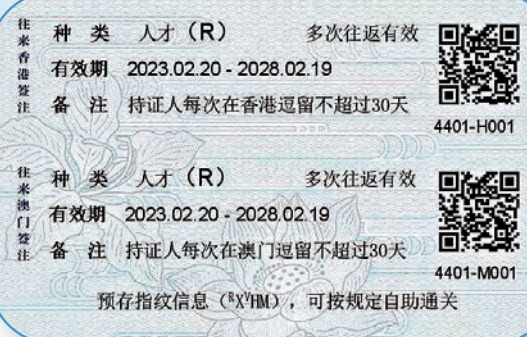 往来香港签注
种 类 人才（R） 多次往返有效
有效期 2023.02.20 - 2028.02.19
备 注 持证人每次在香港逗留不超过30天
4401-H001
往来澳门签注
种 类 人才（R） 多次往返有效
有效期 2023.02.20 - 2028.02.19
备 注 持证人每次在澳门逗留不超过30天
4401-M001
预存指纹信息（ᴿXⱽHM），可按规定自助通关